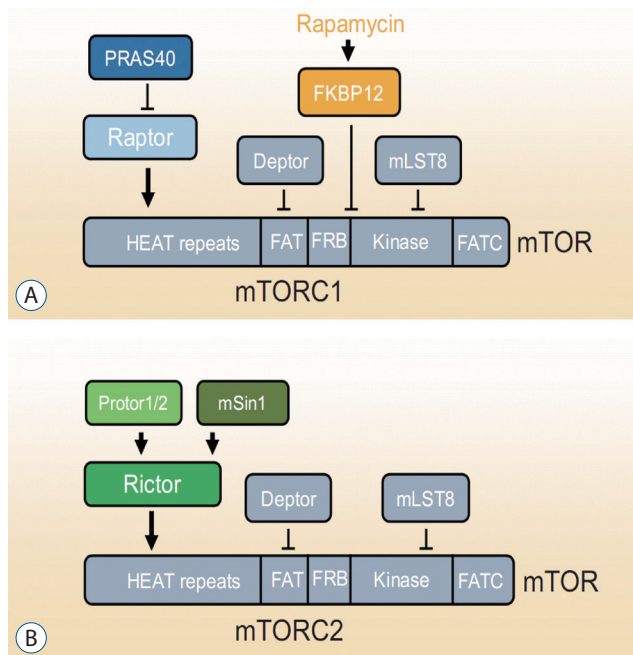 Rapamycin
PRAS40
FKBP12
Raptor
Deptor
mLST8
HEAT repeats FAT FRB Kinase FATC mTOR
mTORC1
A
Protor1/2 mSin1
Rictor
Deptor
mLST8
HEAT repeats FAT FRB Kinase FATC mTOR
mTORC2
B